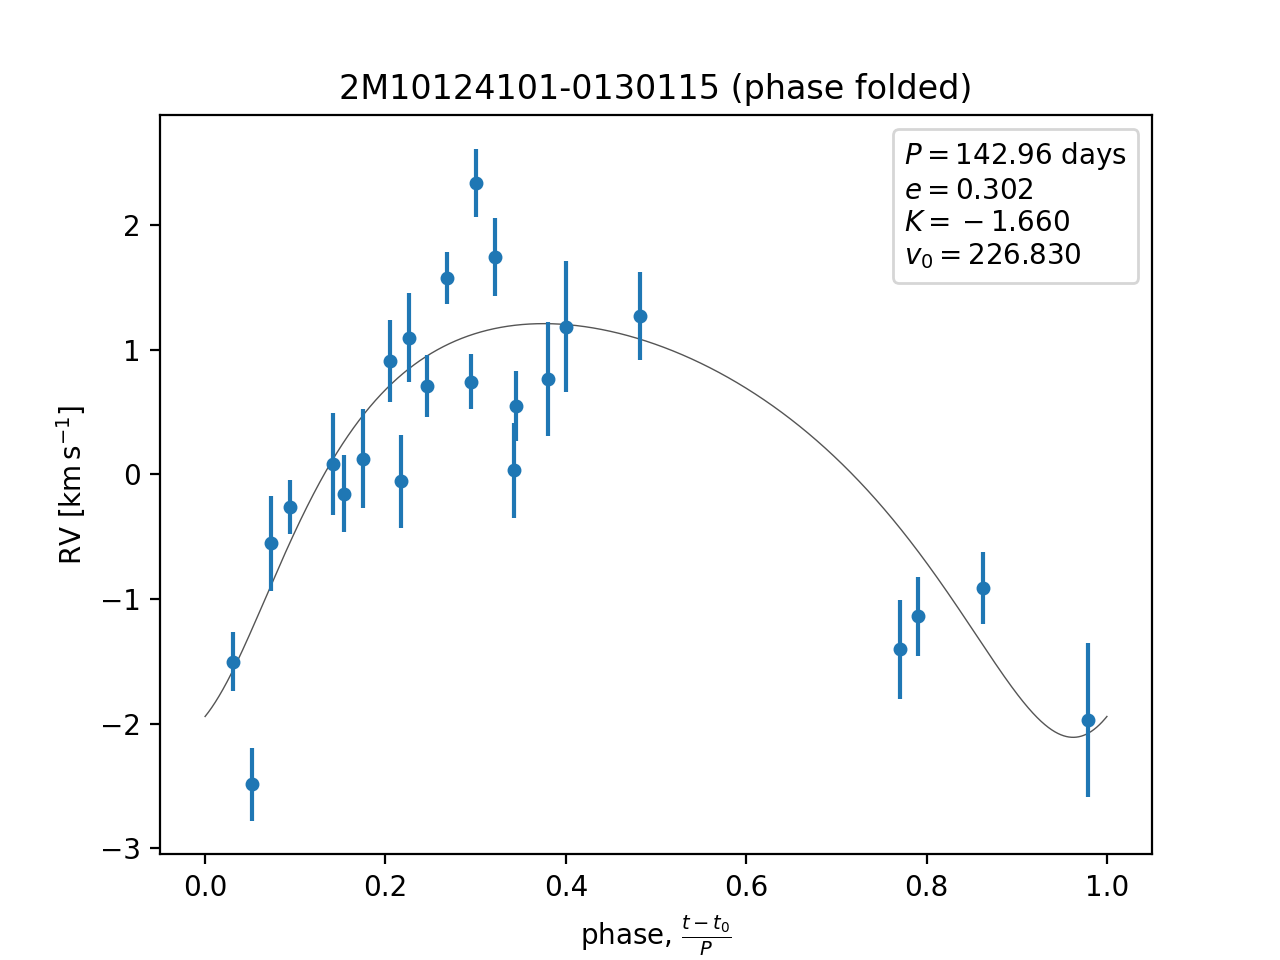 2M10124101-0130115 (phase folded)
P = 142.96 days
e = 0.302
K = −1.660
v₀ = 226.830
2
1
0
−1
−2
−3
RV [km s⁻¹]
0.0 0.2 0.4 0.6 0.8 1.0
phase, (t − t₀)/P